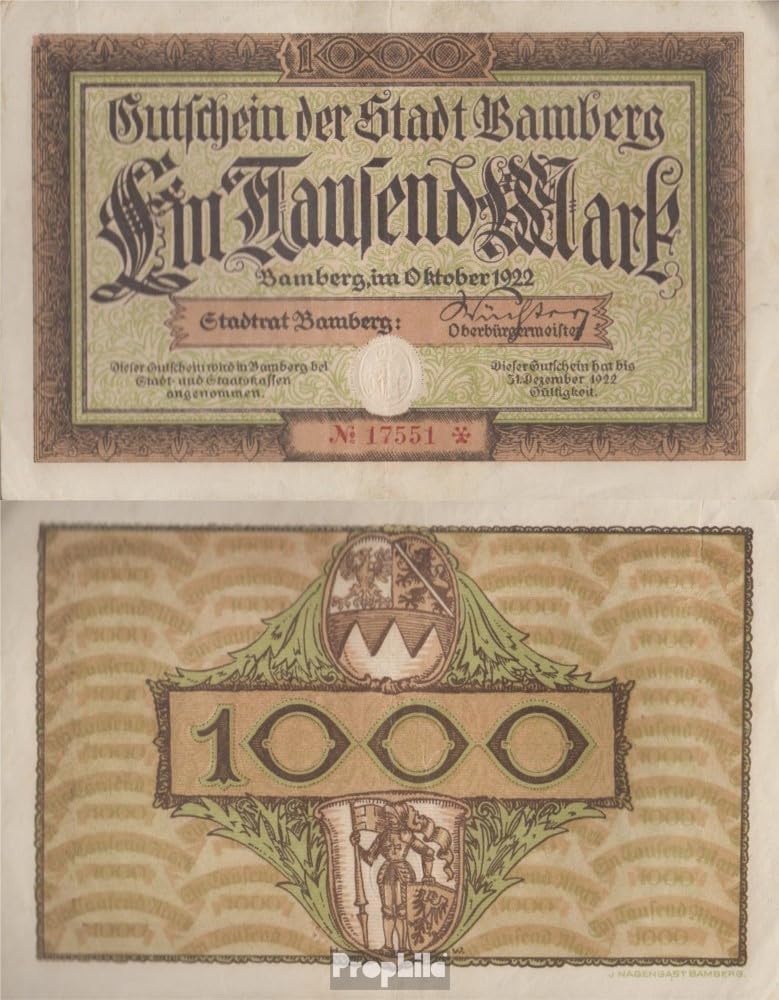 1000
Gutschein der Stadt Bamberg
Ein Tausend Mark
Bamberg, im Oktober 1922
Stadtrat Bamberg:
Oberbürgermeister
Dieser Gutschein wird in Bamberg bei
Stadt- und Staatskassen
angenommen.
Dieser Gutschein hat bis
31. Dezember 1922
Gültigkeit.
№ 17551
1000
Prophila
J. NAGENGAST BAMBERG.